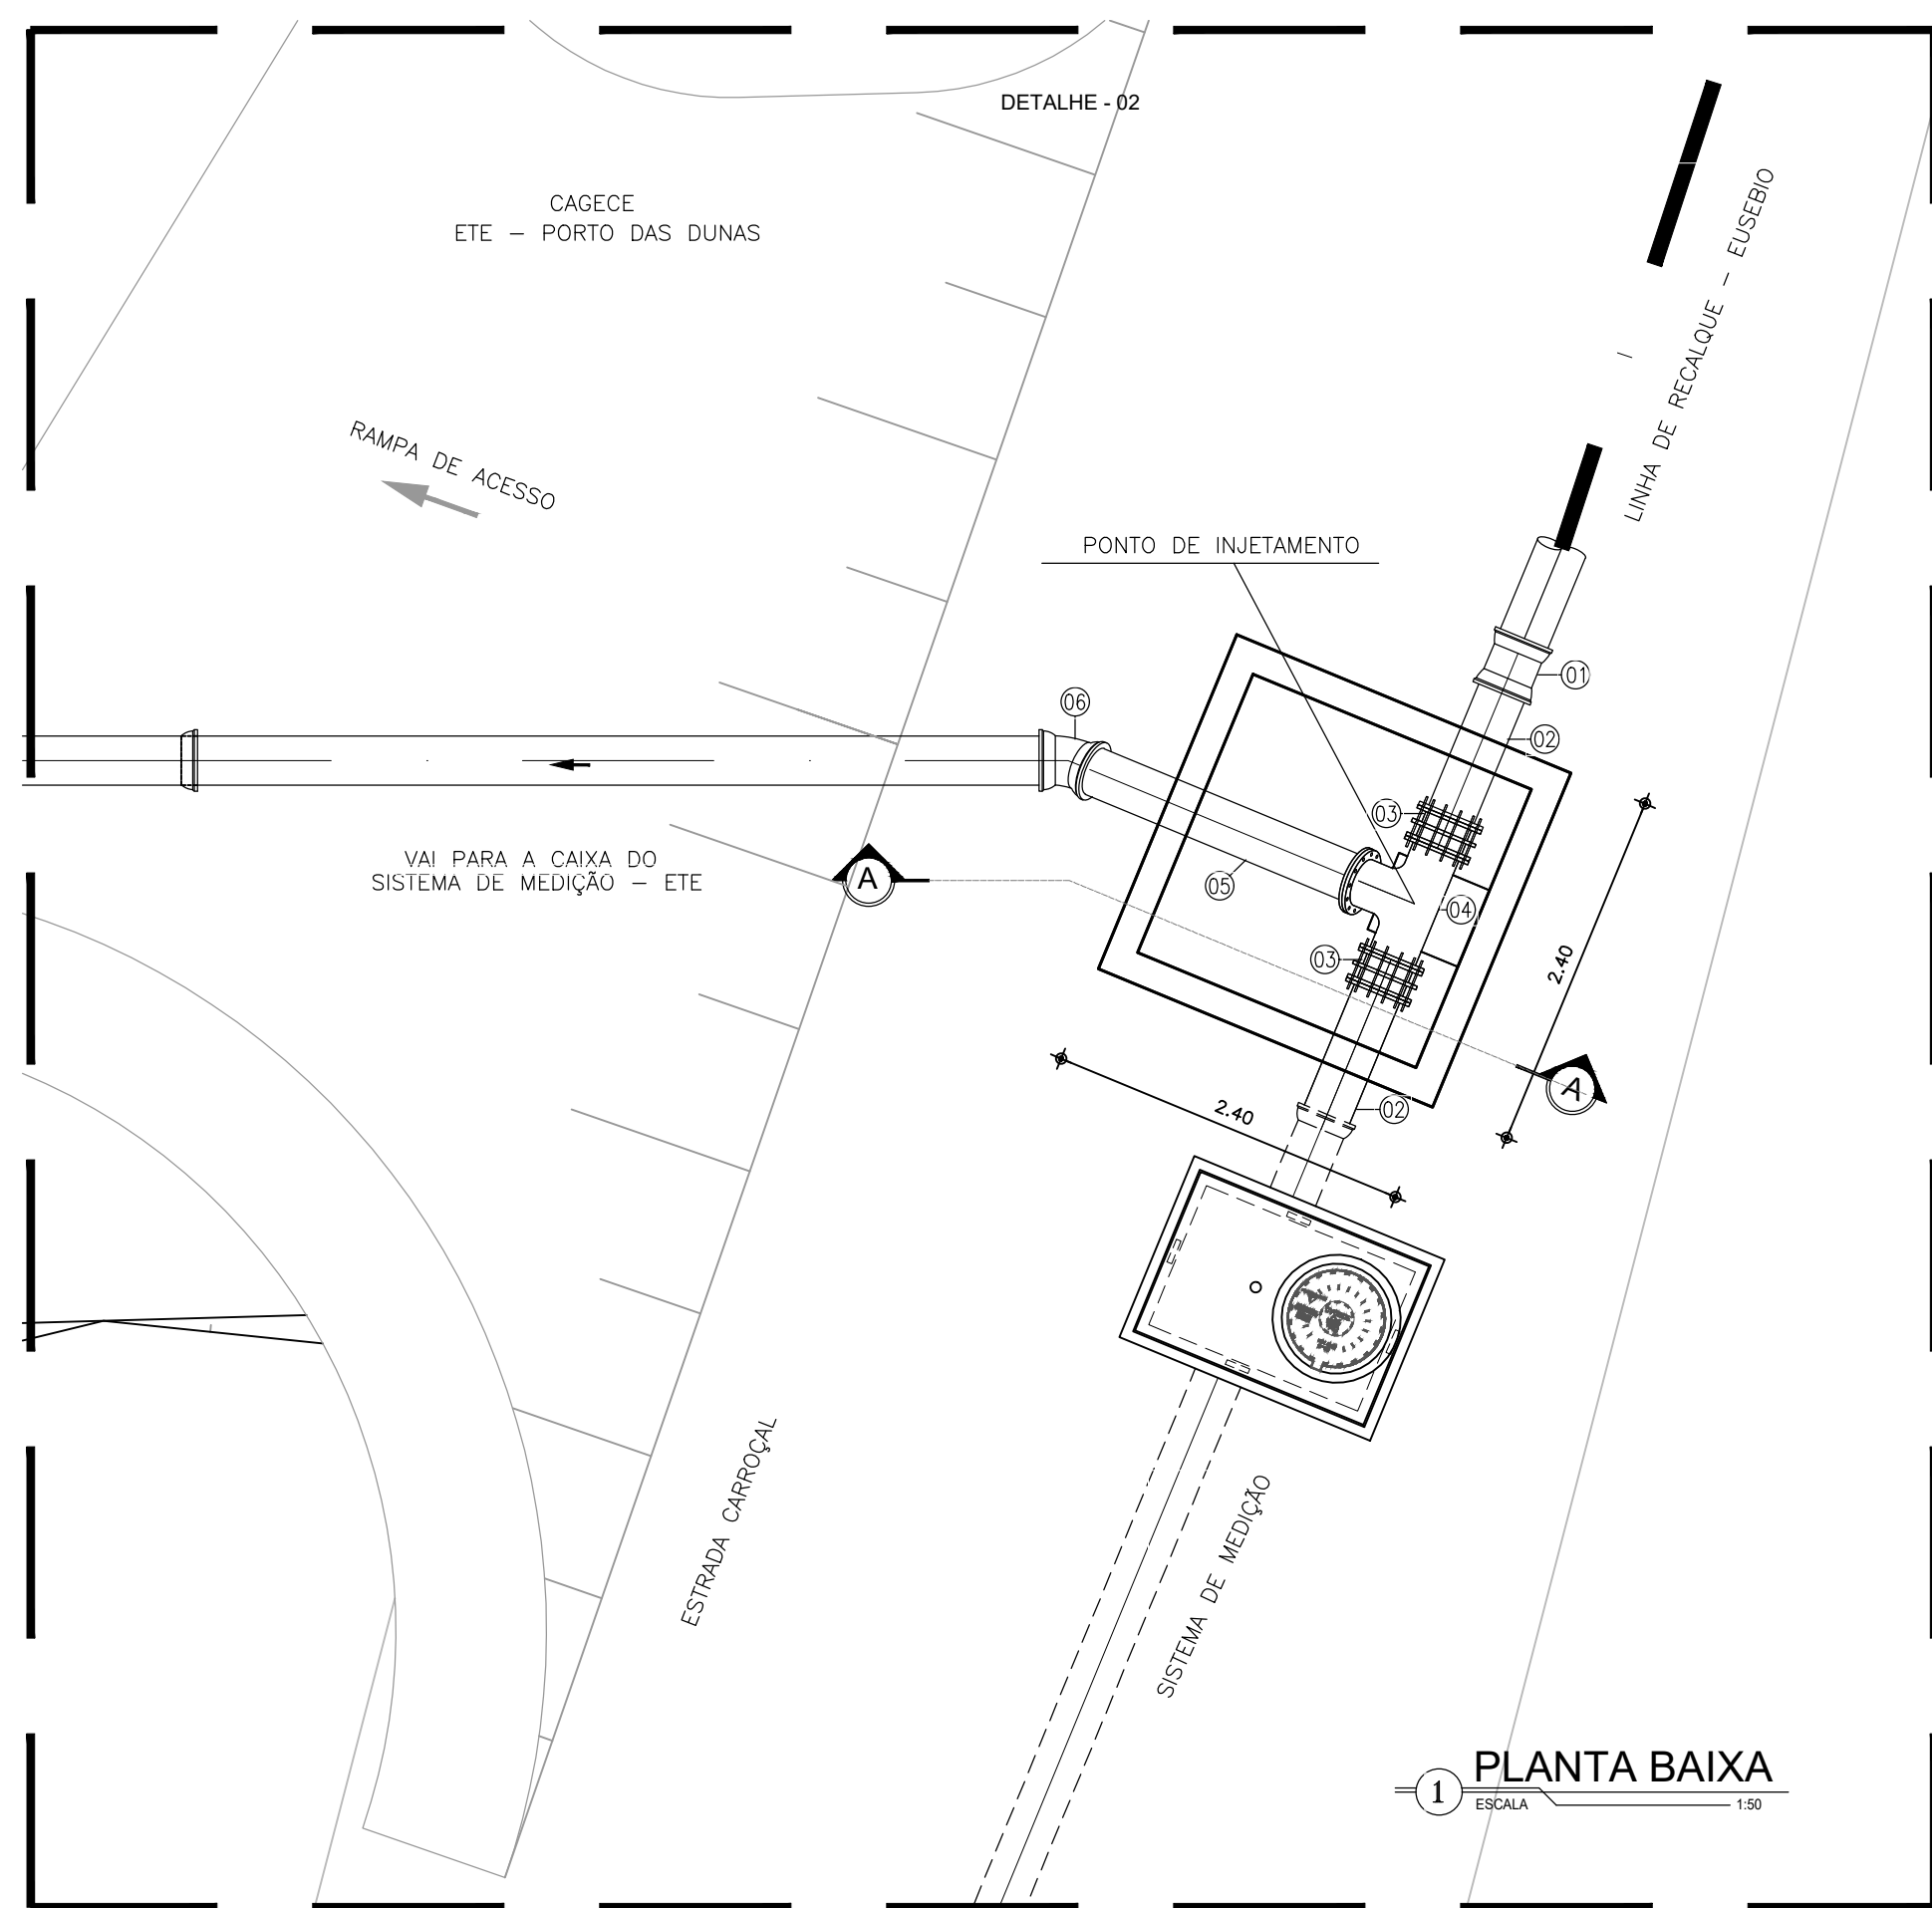 DETALHE - 02
CAGECE
ETE - PORTO DAS DUNAS
LINHA DE RECALQUE - EUSEBIO
RAMPA DE ACESSO
PONTO DE INJETAMENTO
01
06
02
03
VAI PARA A CAIXA DO
SISTEMA DE MEDIÇÃO - ETE
A
05
04
03
2.40
A
2.40
02
ESTRADA CARROÇAL
SISTEMA DE MEDIÇÃO
1
PLANTA BAIXA
ESCALA
1:50